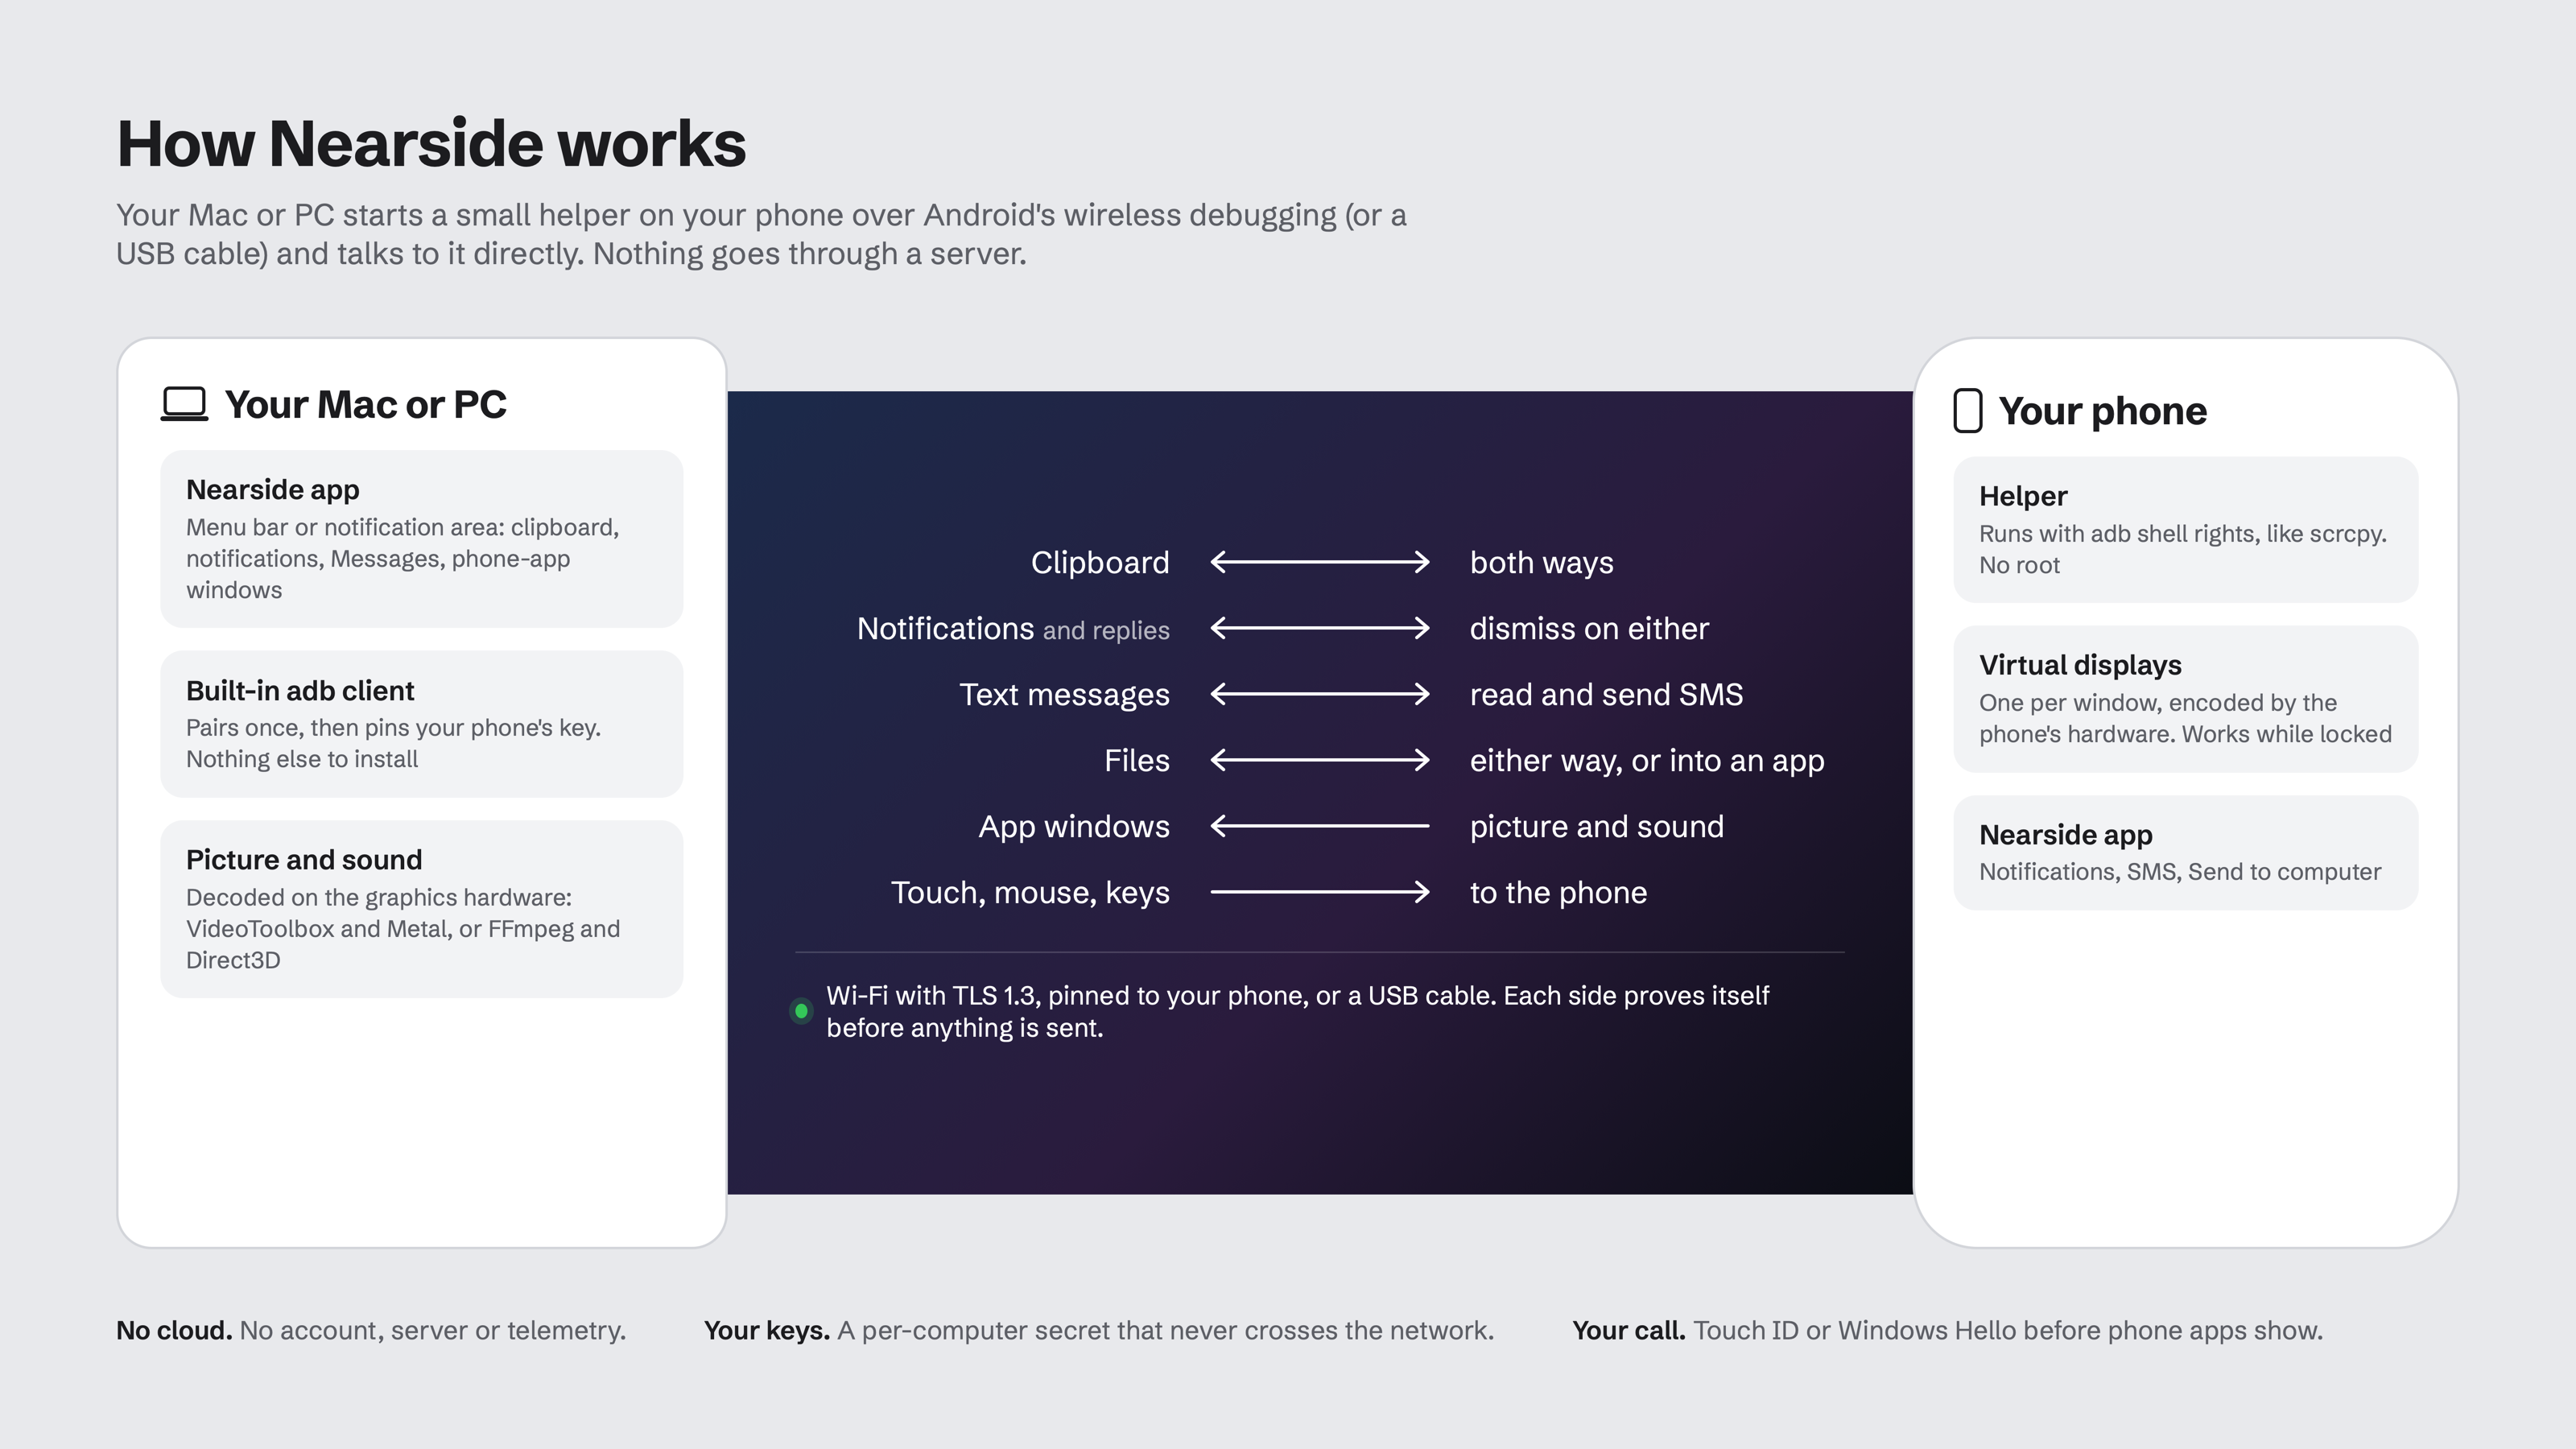 How Nearside works
Your Mac or PC starts a small helper on your phone over Android's wireless debugging (or a
USB cable) and talks to it directly. Nothing goes through a server.
Your Mac or PC
Nearside app
Menu bar or notification area: clipboard,
notifications, Messages, phone-app
windows
Built-in adb client
Pairs once, then pins your phone's key.
Nothing else to install
Picture and sound
Decoded on the graphics hardware:
VideoToolbox and Metal, or FFmpeg and
Direct3D
Clipboard both ways
Notifications and replies dismiss on either
Text messages read and send SMS
Files either way, or into an app
App windows picture and sound
Touch, mouse, keys to the phone
Wi-Fi with TLS 1.3, pinned to your phone, or a USB cable. Each side proves itself
before anything is sent.
Your phone
Helper
Runs with adb shell rights, like scrcpy.
No root
Virtual displays
One per window, encoded by the
phone's hardware. Works while locked
Nearside app
Notifications, SMS, Send to computer
No cloud. No account, server or telemetry.
Your keys. A per-computer secret that never crosses the network.
Your call. Touch ID or Windows Hello before phone apps show.